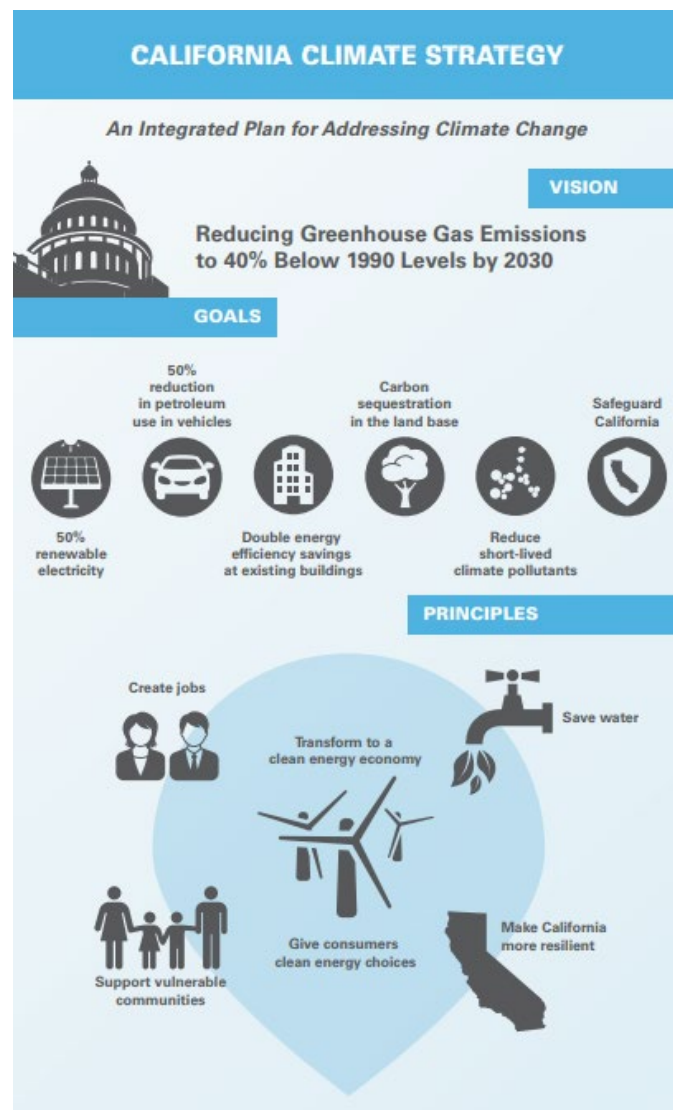 CALIFORNIA CLIMATE STRATEGY
An Integrated Plan for Addressing Climate Change
VISION
Reducing Greenhouse Gas Emissions
to 40% Below 1990 Levels by 2030
GOALS
50%
renewable
electricity
50%
reduction
in petroleum
use in vehicles
Double energy
efficiency savings
at existing buildings
Carbon
sequestration
in the land base
Reduce
short-lived
climate pollutants
Safeguard
California
PRINCIPLES
Create jobs
Transform to a
clean energy economy
Save water
Support vulnerable
communities
Give consumers
clean energy choices
Make California
more resilient